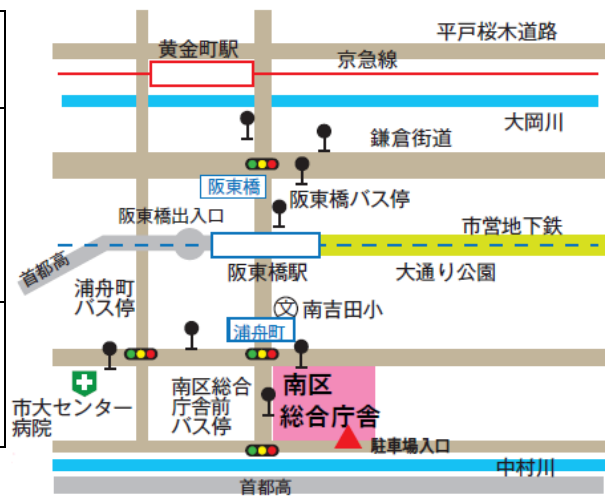 平戸桜木道路
黄金町駅
京急線
大岡川
鎌倉街道
阪東橋
阪東橋バス停
阪東橋出入口
市営地下鉄
首都高
阪東橋駅
大通り公園
浦舟町
バス停
文
南吉田小
浦舟町
南区総合
庁舎前
バス停
南区
総合庁舎
市大センター
病院
駐車場入口
中村川
首都高